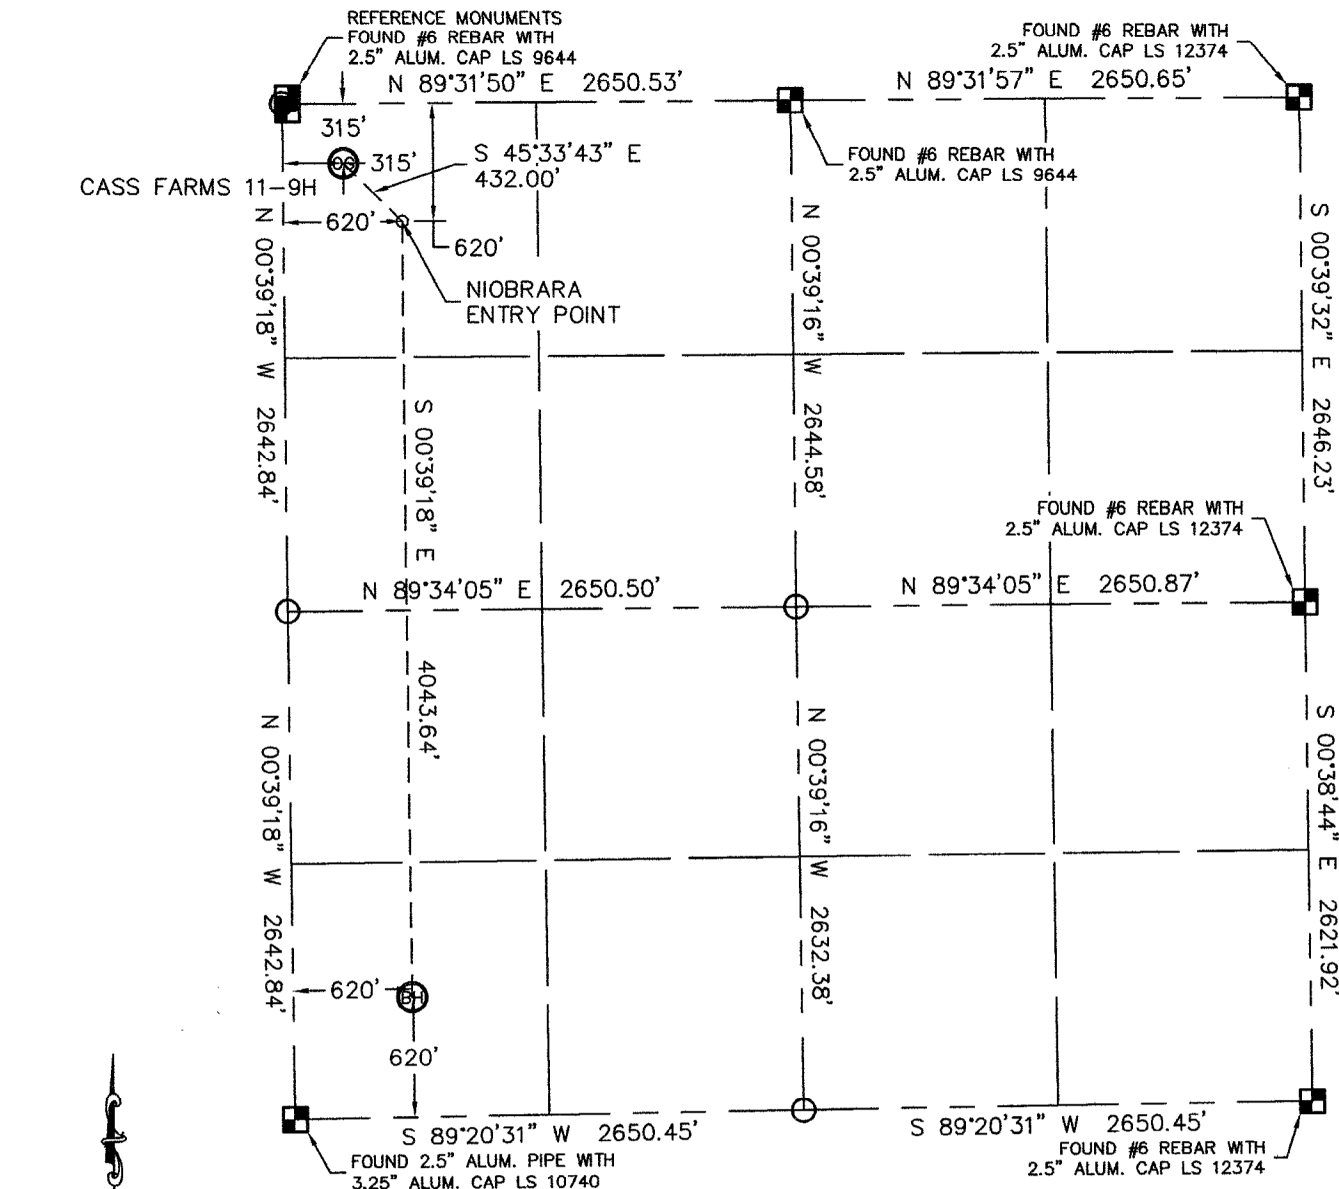 REFERENCE MONUMENTS
FOUND #6 REBAR WITH
2.5" ALUM. CAP LS 9644
FOUND #6 REBAR WITH
2.5" ALUM. CAP LS 12374
N 89°31'50" E 2650.53'
N 89°31'57" E 2650.65'
315'
315'
S 45°33'43" E
432.00'
FOUND #6 REBAR WITH
2.5" ALUM. CAP LS 9644
CASS FARMS 11-9H
620'
620'
NIOBRARA
ENTRY POINT
N 00°39'18" W 2642.84'
S 00°39'18" E 4043.64'
N 00°39'16" W 2644.58'
S 00°39'32" E 2646.23'
FOUND #6 REBAR WITH
2.5" ALUM. CAP LS 12374
N 89°34'05" E 2650.50'
N 89°34'05" E 2650.87'
N 00°39'18" W 2642.84'
N 00°39'16" W 2632.38'
S 00°38'44" E 2621.92'
620'
BH
620'
S 89°20'31" W 2650.45'
S 89°20'31" W 2650.45'
FOUND 2.5" ALUM. PIPE WITH
3.25" ALUM. CAP LS 10740
FOUND #6 REBAR WITH
2.5" ALUM. CAP LS 12374